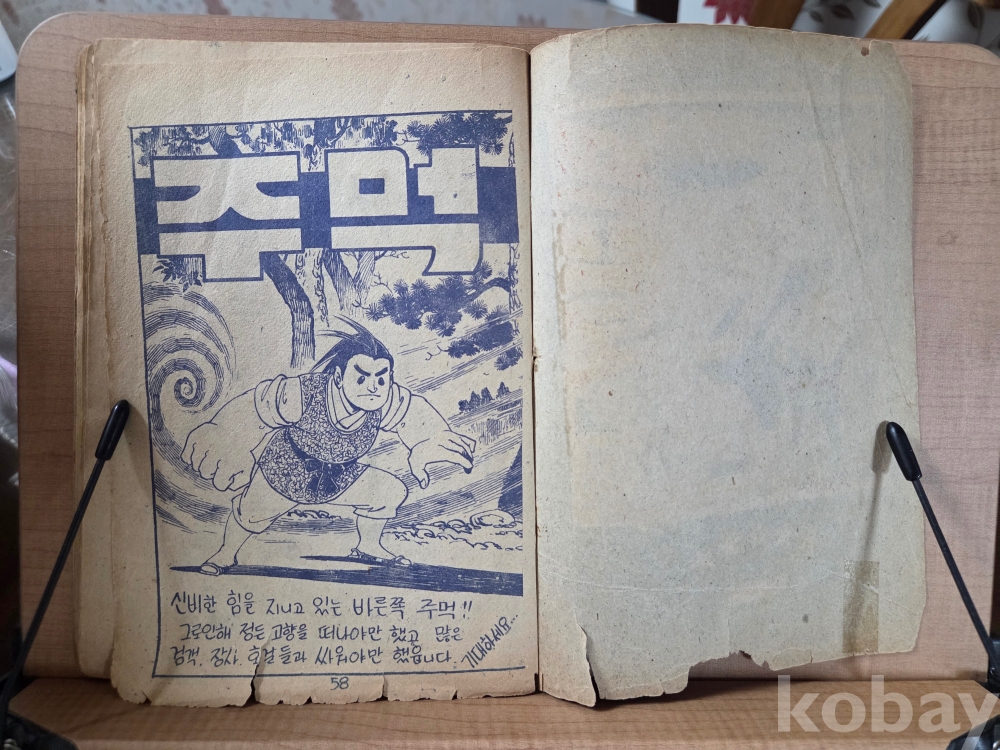 주먹
신비한 힘을 지니고 있는 바른쪽 주먹!!
그로인해 정든 고향을 떠나야만 했고 많은
검객, 장사, 호걸들과 싸워야만 했읍니다.
기대하세요...
58
kobay